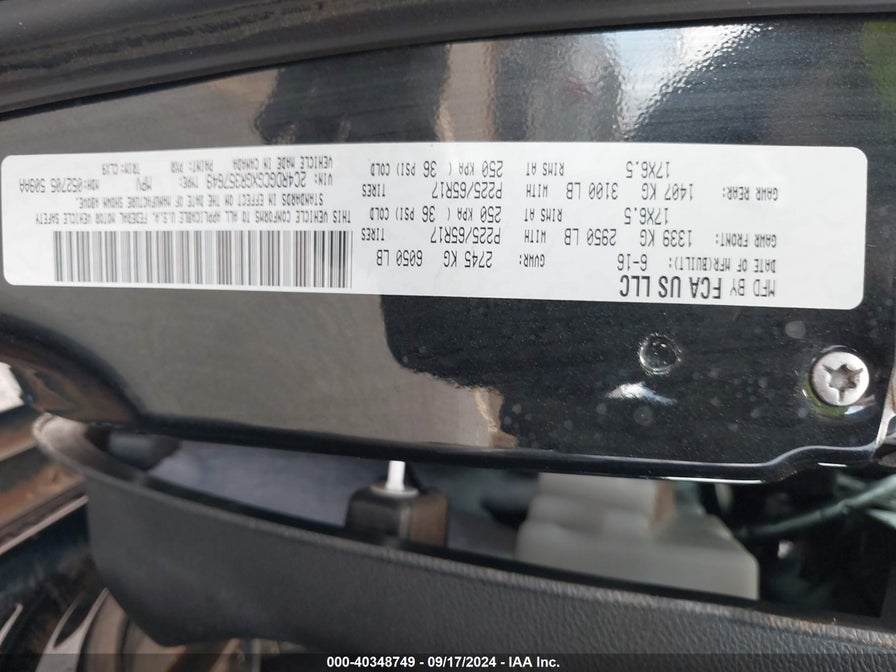 MFD BY FCA US LLC
DATE OF MFR(BUILT): 6-16 GVWR: 2745 KG 6050 LB
GAWR FRONT: 1339 KG 2950 LB WITH P225/65R17 TIRES
17X6.5 RIMS AT 250 KPA ( 36 PSI) COLD
GAWR REAR: 1407 KG 3100 LB WITH P225/65R17 TIRES
17X6.5 RIMS AT 250 KPA ( 36 PSI) COLD
THIS VEHICLE CONFORMS TO ALL APPLICABLE U.S.A. FEDERAL MOTOR VEHICLE SAFETY
STANDARDS IN EFFECT ON THE DATE OF MANUFACTURE SHOWN ABOVE.
VIN: 2C4RDGCGXGR357649 TYPE: MPV MDH:052705 509AA
VEHICLE MADE IN CANADA PAINT: PXR TRIM: CLX9
000-40348749 - 09/17/2024 - IAA Inc.